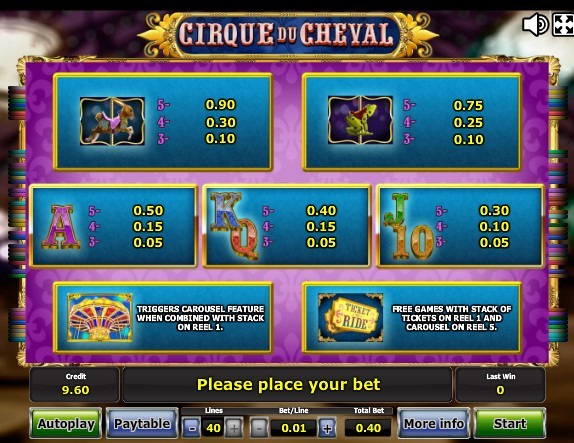 CIRQUE DU CHEVAL
5- 0.90
4- 0.30
3- 0.10
5- 0.75
4- 0.25
3- 0.10
A
5- 0.50
4- 0.15
3- 0.05
K
Q
5- 0.40
4- 0.15
3- 0.05
J
10
5- 0.30
4- 0.10
3- 0.05
TRIGGERS CAROUSEL FEATURE
WHEN COMBINED WITH STACK
ON REEL 1.
TICKET
RIDE
FREE GAMES WITH STACK OF
TICKETS ON REEL 1 AND
CAROUSEL ON REEL 5.
Credit
9.60
Please place your bet
Last Win
0
Autoplay
Paytable
Lines
- 40 +
Bet/Line
- 0.01 +
Total Bet
0.40
More info
Start